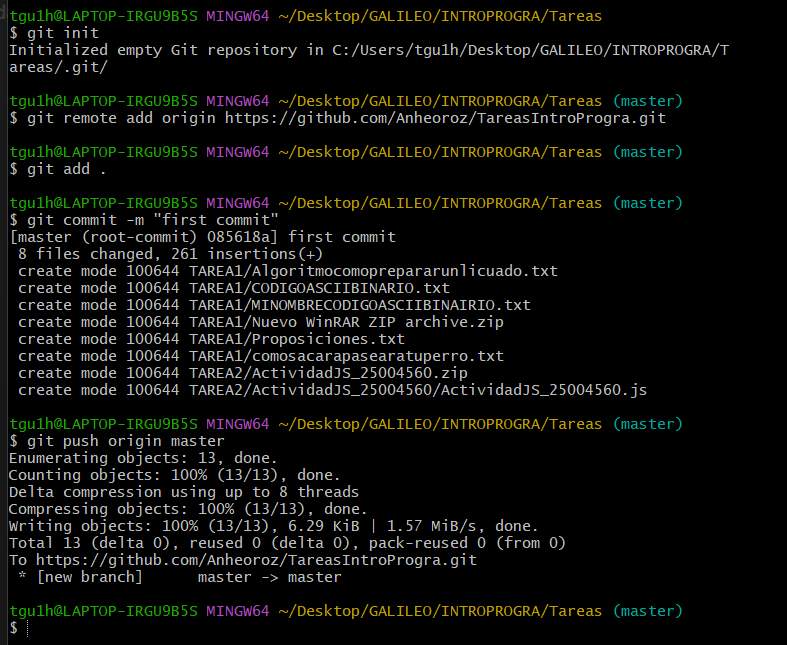 tgu1h@LAPTOP-IRGU9B5S MINGW64 ~/Desktop/GALILEO/INTROPROGRA/Tareas
$ git init
Initialized empty Git repository in C:/Users/tgu1h/Desktop/GALILEO/INTROPROGRA/T
areas/.git/
tgu1h@LAPTOP-IRGU9B5S MINGW64 ~/Desktop/GALILEO/INTROPROGRA/Tareas (master)
$ git remote add origin https://github.com/Anheoroz/TareasIntroProgra.git
tgu1h@LAPTOP-IRGU9B5S MINGW64 ~/Desktop/GALILEO/INTROPROGRA/Tareas (master)
$ git add .
tgu1h@LAPTOP-IRGU9B5S MINGW64 ~/Desktop/GALILEO/INTROPROGRA/Tareas (master)
$ git commit -m "first commit"
[master (root-commit) 085618a] first commit
 8 files changed, 261 insertions(+)
 create mode 100644 TAREA1/Algoritmocomoprepararunlicuado.txt
 create mode 100644 TAREA1/CODIGOASCIIBINARIO.txt
 create mode 100644 TAREA1/MINOMBRECODIGOASCIIBINAIRIO.txt
 create mode 100644 TAREA1/Nuevo WinRAR ZIP archive.zip
 create mode 100644 TAREA1/Proposiciones.txt
 create mode 100644 TAREA1/comosacarapasearatuperro.txt
 create mode 100644 TAREA2/ActividadJS_25004560.zip
 create mode 100644 TAREA2/ActividadJS_25004560/ActividadJS_25004560.js
tgu1h@LAPTOP-IRGU9B5S MINGW64 ~/Desktop/GALILEO/INTROPROGRA/Tareas (master)
$ git push origin master
Enumerating objects: 13, done.
Counting objects: 100% (13/13), done.
Delta compression using up to 8 threads
Compressing objects: 100% (13/13), done.
Writing objects: 100% (13/13), 6.29 KiB | 1.57 MiB/s, done.
Total 13 (delta 0), reused 0 (delta 0), pack-reused 0 (from 0)
To https://github.com/Anheoroz/TareasIntroProgra.git
 * [new branch]      master -> master
tgu1h@LAPTOP-IRGU9B5S MINGW64 ~/Desktop/GALILEO/INTROPROGRA/Tareas (master)
$